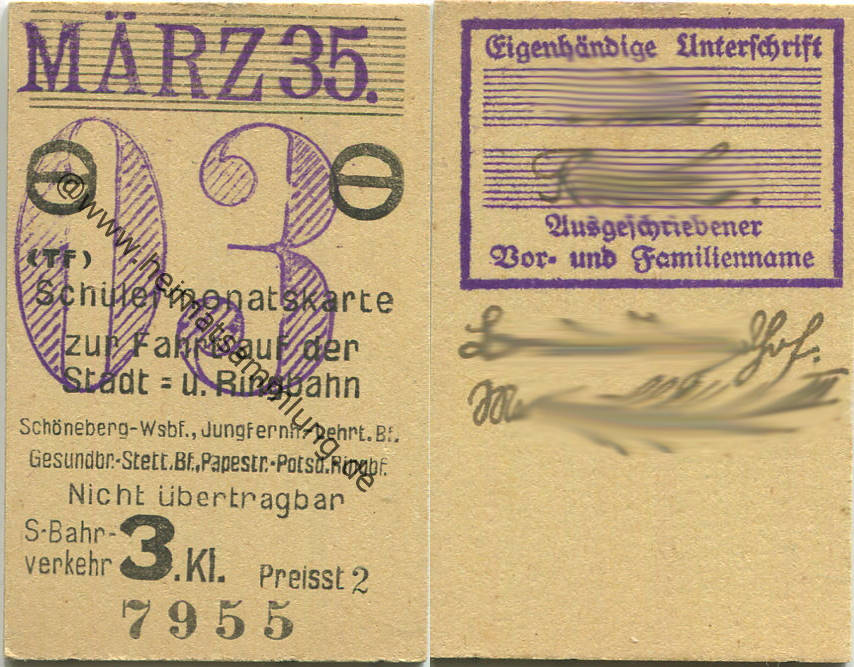 MÄRZ 35.
03
(Tf)
Schülermonatskarte
zur Fahrt auf der
Stadt = u. Ringbahn
Schöneberg-Wsbf., Jungfernh.-Lehrt. Bf.
Gesundbr.-Stett. Bf., Papestr.-Potsd. Ringbf.
Nicht übertragbar
S-Bahn-
verkehr 3. Kl. Preisst 2
7955
@www.heimatsammlung.de
Eigenhändige Unterschrift
Ausgeschriebener
Vor- und Familienname